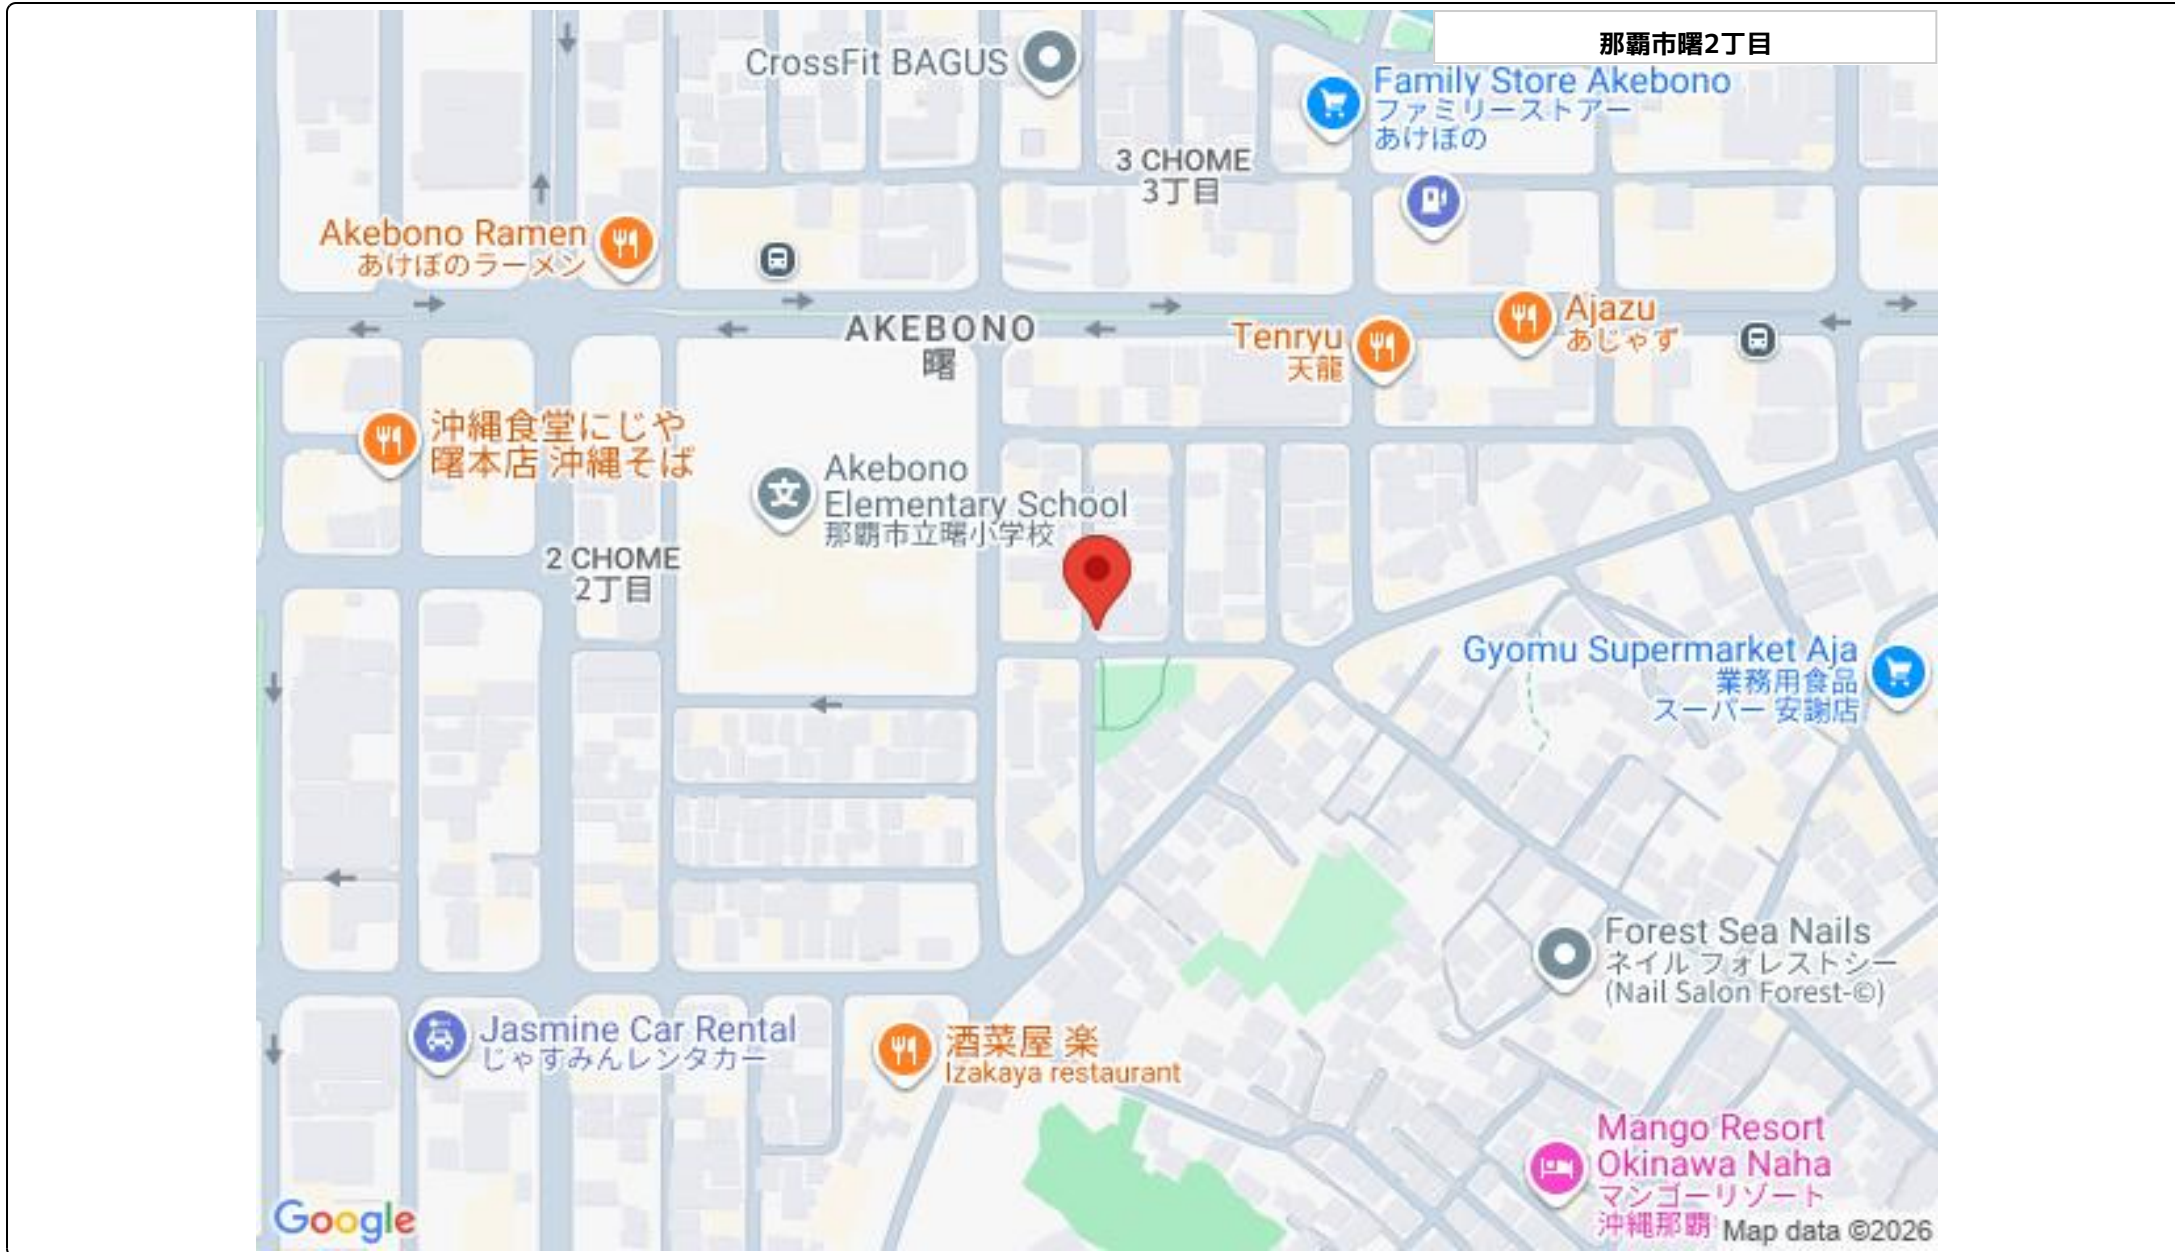 那覇市曙2丁目
CrossFit BAGUS
Family Store Akebono
ファミリーストアー
あけぼの
3 CHOME
3丁目
Akebono Ramen
あけぼのラーメン
AKEBONO
曙
Ajazu
あじゃず
Tenryu
天龍
沖縄食堂にじや
曙本店 沖縄そば
Akebono
Elementary School
那覇市立曙小学校
文
2 CHOME
2丁目
Gyomu Supermarket Aja
業務用食品
スーパー 安謝店
Forest Sea Nails
ネイル フォレストシー
(Nail Salon Forest-©)
Jasmine Car Rental
じゃすみんレンタカー
酒菜屋 楽
Izakaya restaurant
Mango Resort
Okinawa Naha
マンゴーリゾート
沖縄那覇
Google
Map data ©2026